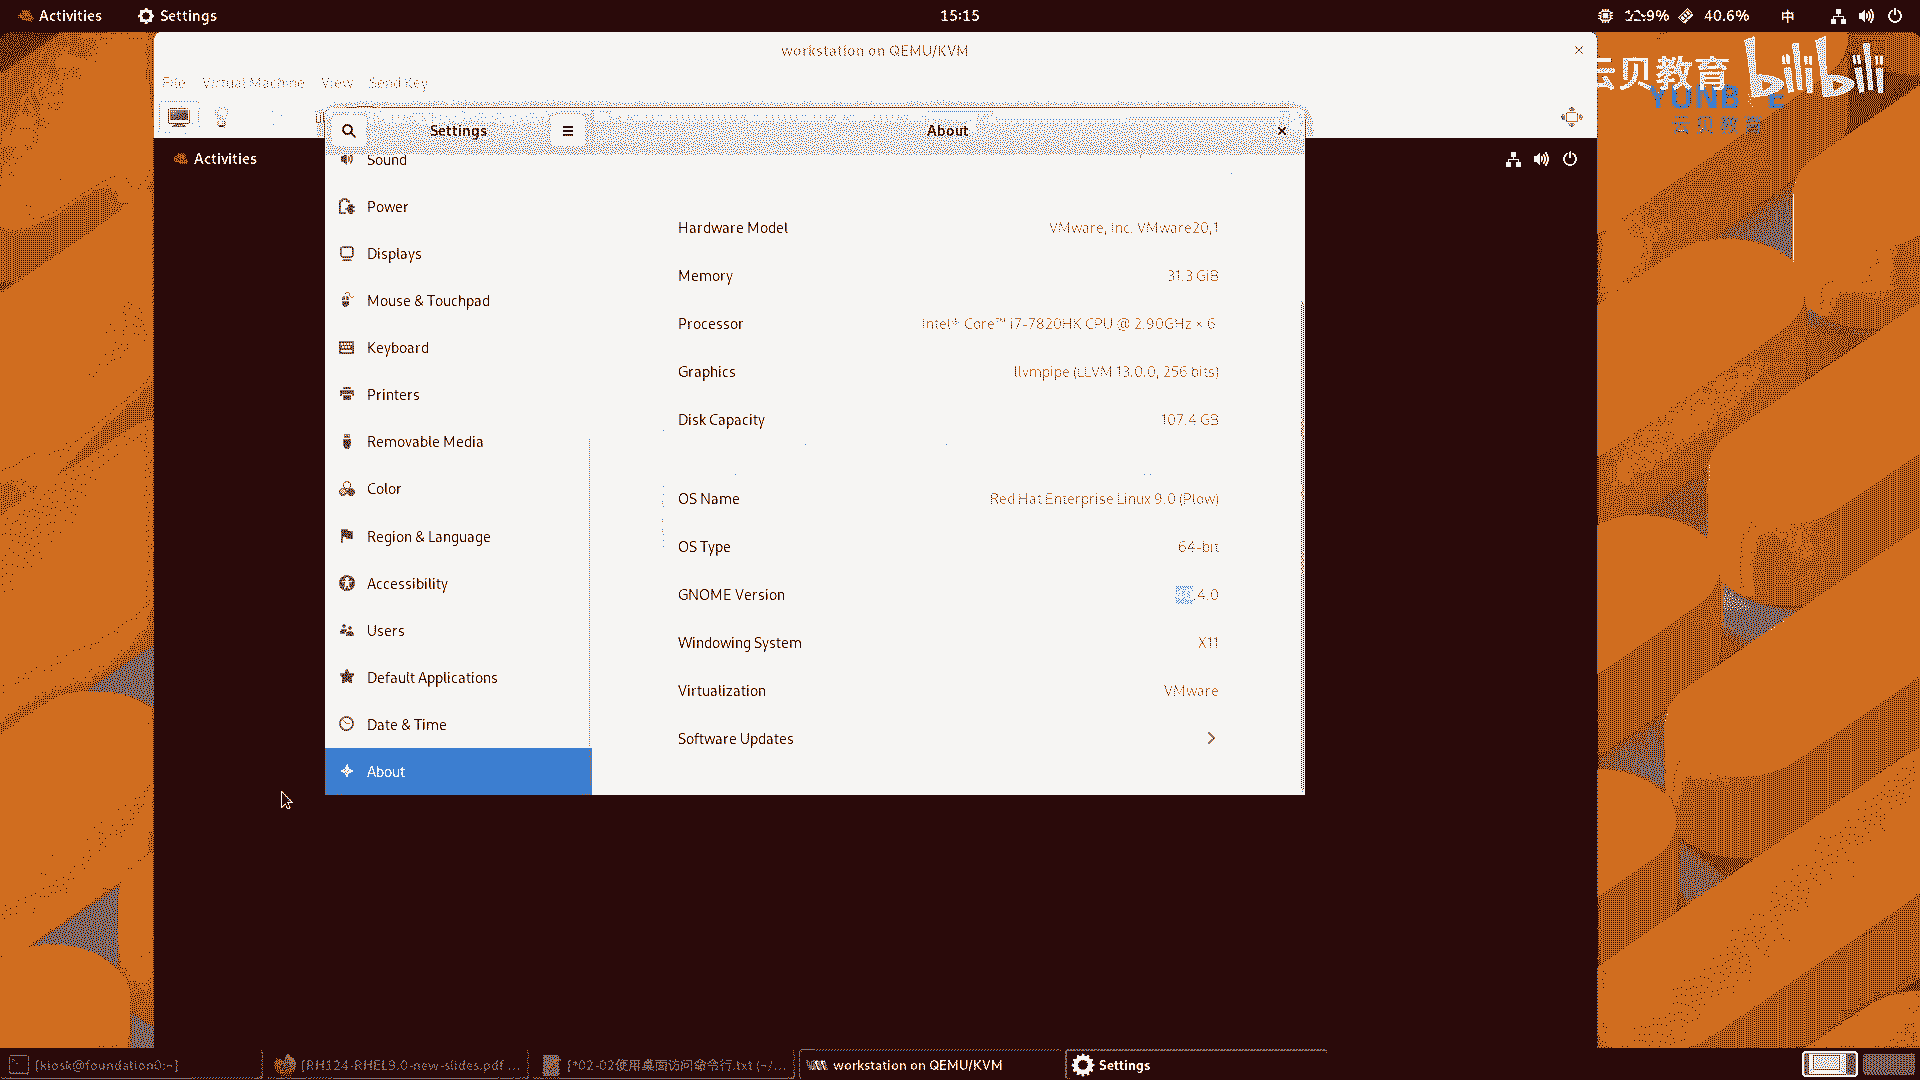 Activities Settings 15:15 12.9% 40.6% 中
workstation on QEMU/KVM
File Virtual Machine View Send Key
云贝教育 bilibili
YUNB E
Settings About
Activities
Sound
Power
Displays
Mouse & Touchpad
Keyboard
Printers
Removable Media
Color
Region & Language
Accessibility
Users
Default Applications
Date & Time
About
Hardware Model VMware, Inc. VMware20,1
Memory 31.3 GiB
Processor Intel® Core™ i7-7820HK CPU @ 2.90GHz × 6
Graphics llvmpipe (LLVM 13.0.0, 256 bits)
Disk Capacity 107.4 GB
OS Name Red Hat Enterprise Linux 9.0 (Plow)
OS Type 64-bit
GNOME Version 4.0
Windowing System X11
Virtualization VMware
Software Updates
[kiosk@foundation0:~] [RH124-RHEL9.0-new-slides.pdf ... [*02-02使用桌面访问命令行.txt (~/... workstation on QEMU/KVM Settings